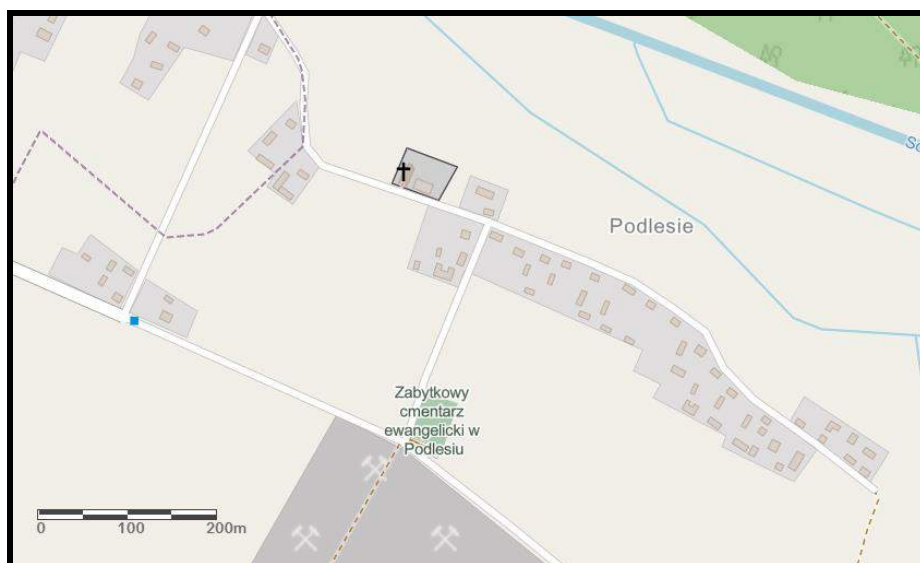 Podlesie
Zabytkowy
cmentarz
ewangelicki w
Podlesiu
0 100 200m